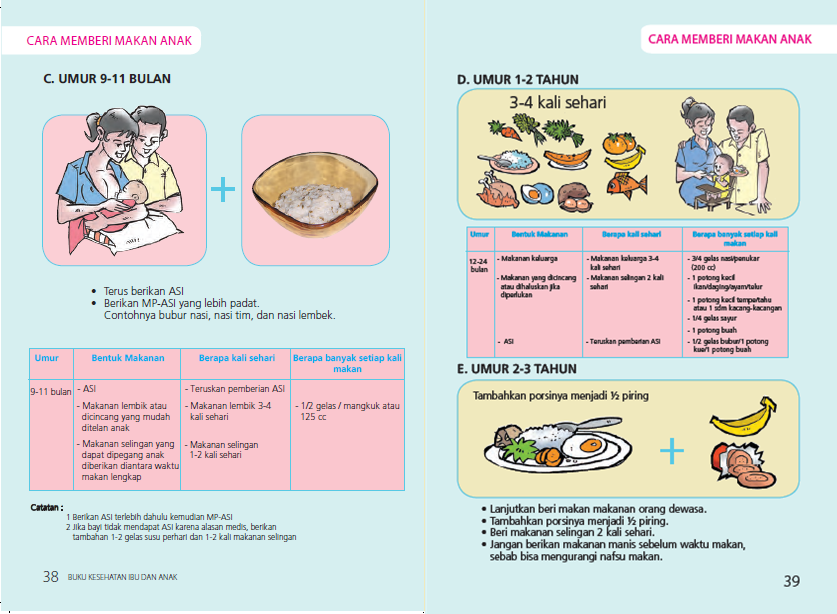 CARA MEMBERI MAKAN ANAK
C. UMUR 9-11 BULAN
• Terus berikan ASI
• Berikan MP-ASI yang lebih padat.
Contohnya bubur nasi, nasi tim, dan nasi lembek.
Umur
Bentuk Makanan
Berapa kali sehari
Berapa banyak setiap kali
makan
9-11 bulan
- ASI
- Teruskan pemberian ASI
- Makanan lembik atau
dicincang yang mudah
ditelan anak
- Makanan lembik 3-4
kali sehari
- 1/2 gelas / mangkuk atau
125 cc
- Makanan selingan yang
dapat dipegang anak
diberikan diantara waktu
makan lengkap
- Makanan selingan
1-2 kali sehari
Catatan :
1 Berikan ASI terlebih dahulu kemudian MP-ASI
2 Jika bayi tidak mendapat ASI karena alasan medis, berikan
tambahan 1-2 gelas susu perhari dan 1-2 kali makanan selingan
38 BUKU KESEHATAN IBU DAN ANAK
CARA MEMBERI MAKAN ANAK
D. UMUR 1-2 TAHUN
3-4 kali sehari
Umur
Bentuk Makanan
Berapa kali sehari
Berapa banyak setiap kali
makan
12-24
bulan
- Makanan keluarga
- Makanan yang dicincang
atau dihaluskan jika
diperlukan
- ASI
- Makanan keluarga 3-4
kali sehari
- Makanan selingan 2 kali
sehari
- Teruskan pemberian ASI
- 3/4 gelas nasi/penukar
(200 cc)
- 1 potong kecil
ikan/daging/ayam/telur
- 1 potong kecil tempe/tahu
atau 1 sdm kacang-kacangan
- 1/4 gelas sayur
- 1 potong buah
- 1/2 gelas bubur/1 potong
kue/1 potong buah
E. UMUR 2-3 TAHUN
Tambahkan porsinya menjadi ½ piring
• Lanjutkan beri makan makanan orang dewasa.
• Tambahkan porsinya menjadi ½ piring.
• Beri makanan selingan 2 kali sehari.
• Jangan berikan makanan manis sebelum waktu makan,
sebab bisa mengurangi nafsu makan.
39